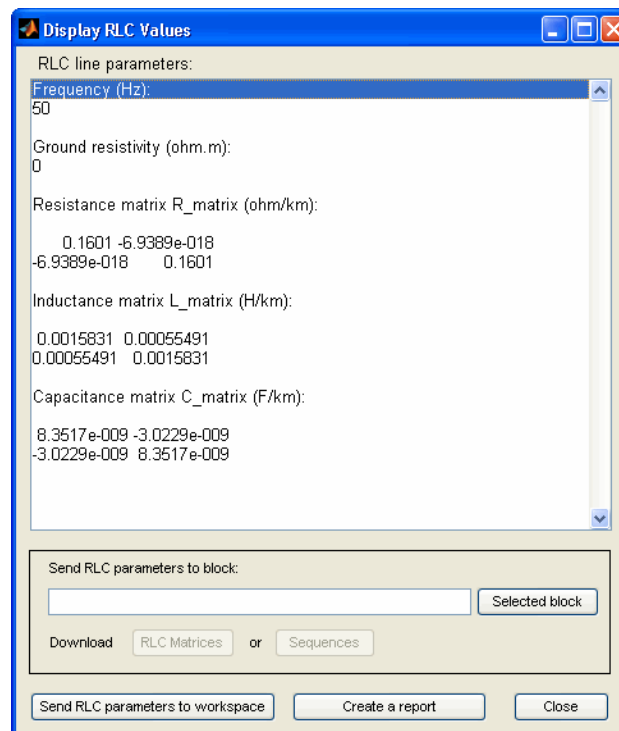 Display RLC Values
RLC line parameters:
Frequency (Hz):
50
Ground resistivity (ohm.m):
0
Resistance matrix R_matrix (ohm/km):
0.1601 -6.9389e-018
-6.9389e-018 0.1601
Inductance matrix L_matrix (H/km):
0.0015831 0.00055491
0.00055491 0.0015831
Capacitance matrix C_matrix (F/km):
8.3517e-009 -3.0229e-009
-3.0229e-009 8.3517e-009
Send RLC parameters to block:
Selected block
Download RLC Matrices or Sequences
Send RLC parameters to workspace Create a report Close